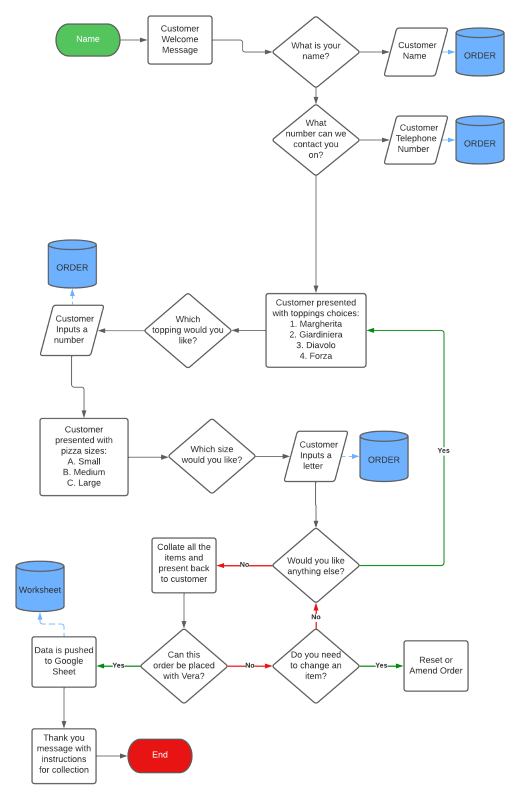 Name
Customer
Welcome
Message
What is your
name?
Customer
Name
ORDER
What
number can we
contact you
on?
Customer
Telephone
Number
ORDER
ORDER
Customer
Inputs a
number
Which
topping would you
like?
Customer presented
with toppings choices:
1. Margherita
2. Giardiniera
3. Diavolo
4. Forza
Customer
presented with
pizza sizes:
A. Small
B. Medium
C. Large
Which size
would you like?
Customer
Inputs a
letter
ORDER
Yes
Collate all the
items and
present back
to customer
No
Would you like
anything else?
Worksheet
No
Data is pushed
to Google
Sheet
Yes
Can this
order be placed
with Vera?
No
Do you need
to change an
item?
Yes
Reset or
Amend Order
Thank you
message with
instructions
for collection
End